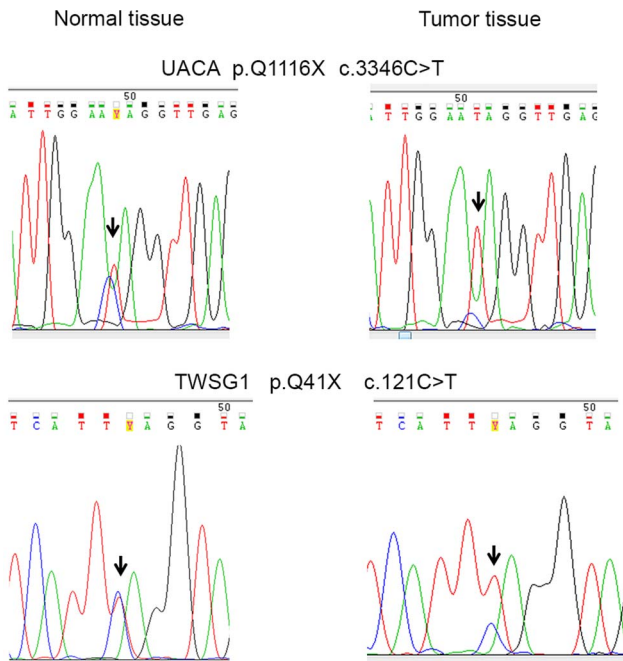 Normal tissue Tumor tissue
UACA p.Q1116X c.3346C>T
50 50
A T T G G A A Y A G G T T G A G
A T T G G A A T A G G T T G A G
TWSG1 p.Q41X c.121C>T
50 50
T C A T T Y A G G T A
T C A T T Y A G G T A